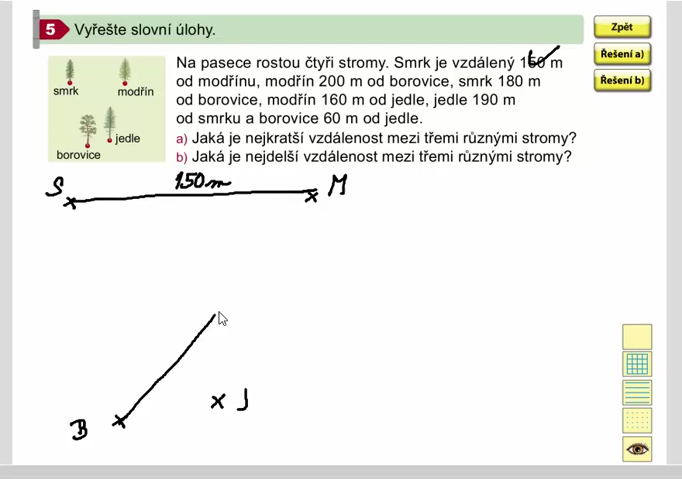 5 Vyřešte slovní úlohy.
Zpět
Řešení a)
Řešení b)
smrk
modřín
jedle
borovice
Na pasece rostou čtyři stromy. Smrk je vzdálený 150 m
od modřínu, modřín 200 m od borovice, smrk 180 m
od borovice, modřín 160 m od jedle, jedle 190 m
od smrku a borovice 60 m od jedle.
a) Jaká je nejkratší vzdálenost mezi třemi různými stromy?
b) Jaká je nejdelší vzdálenost mezi třemi různými stromy?
S 150 m M
B
J